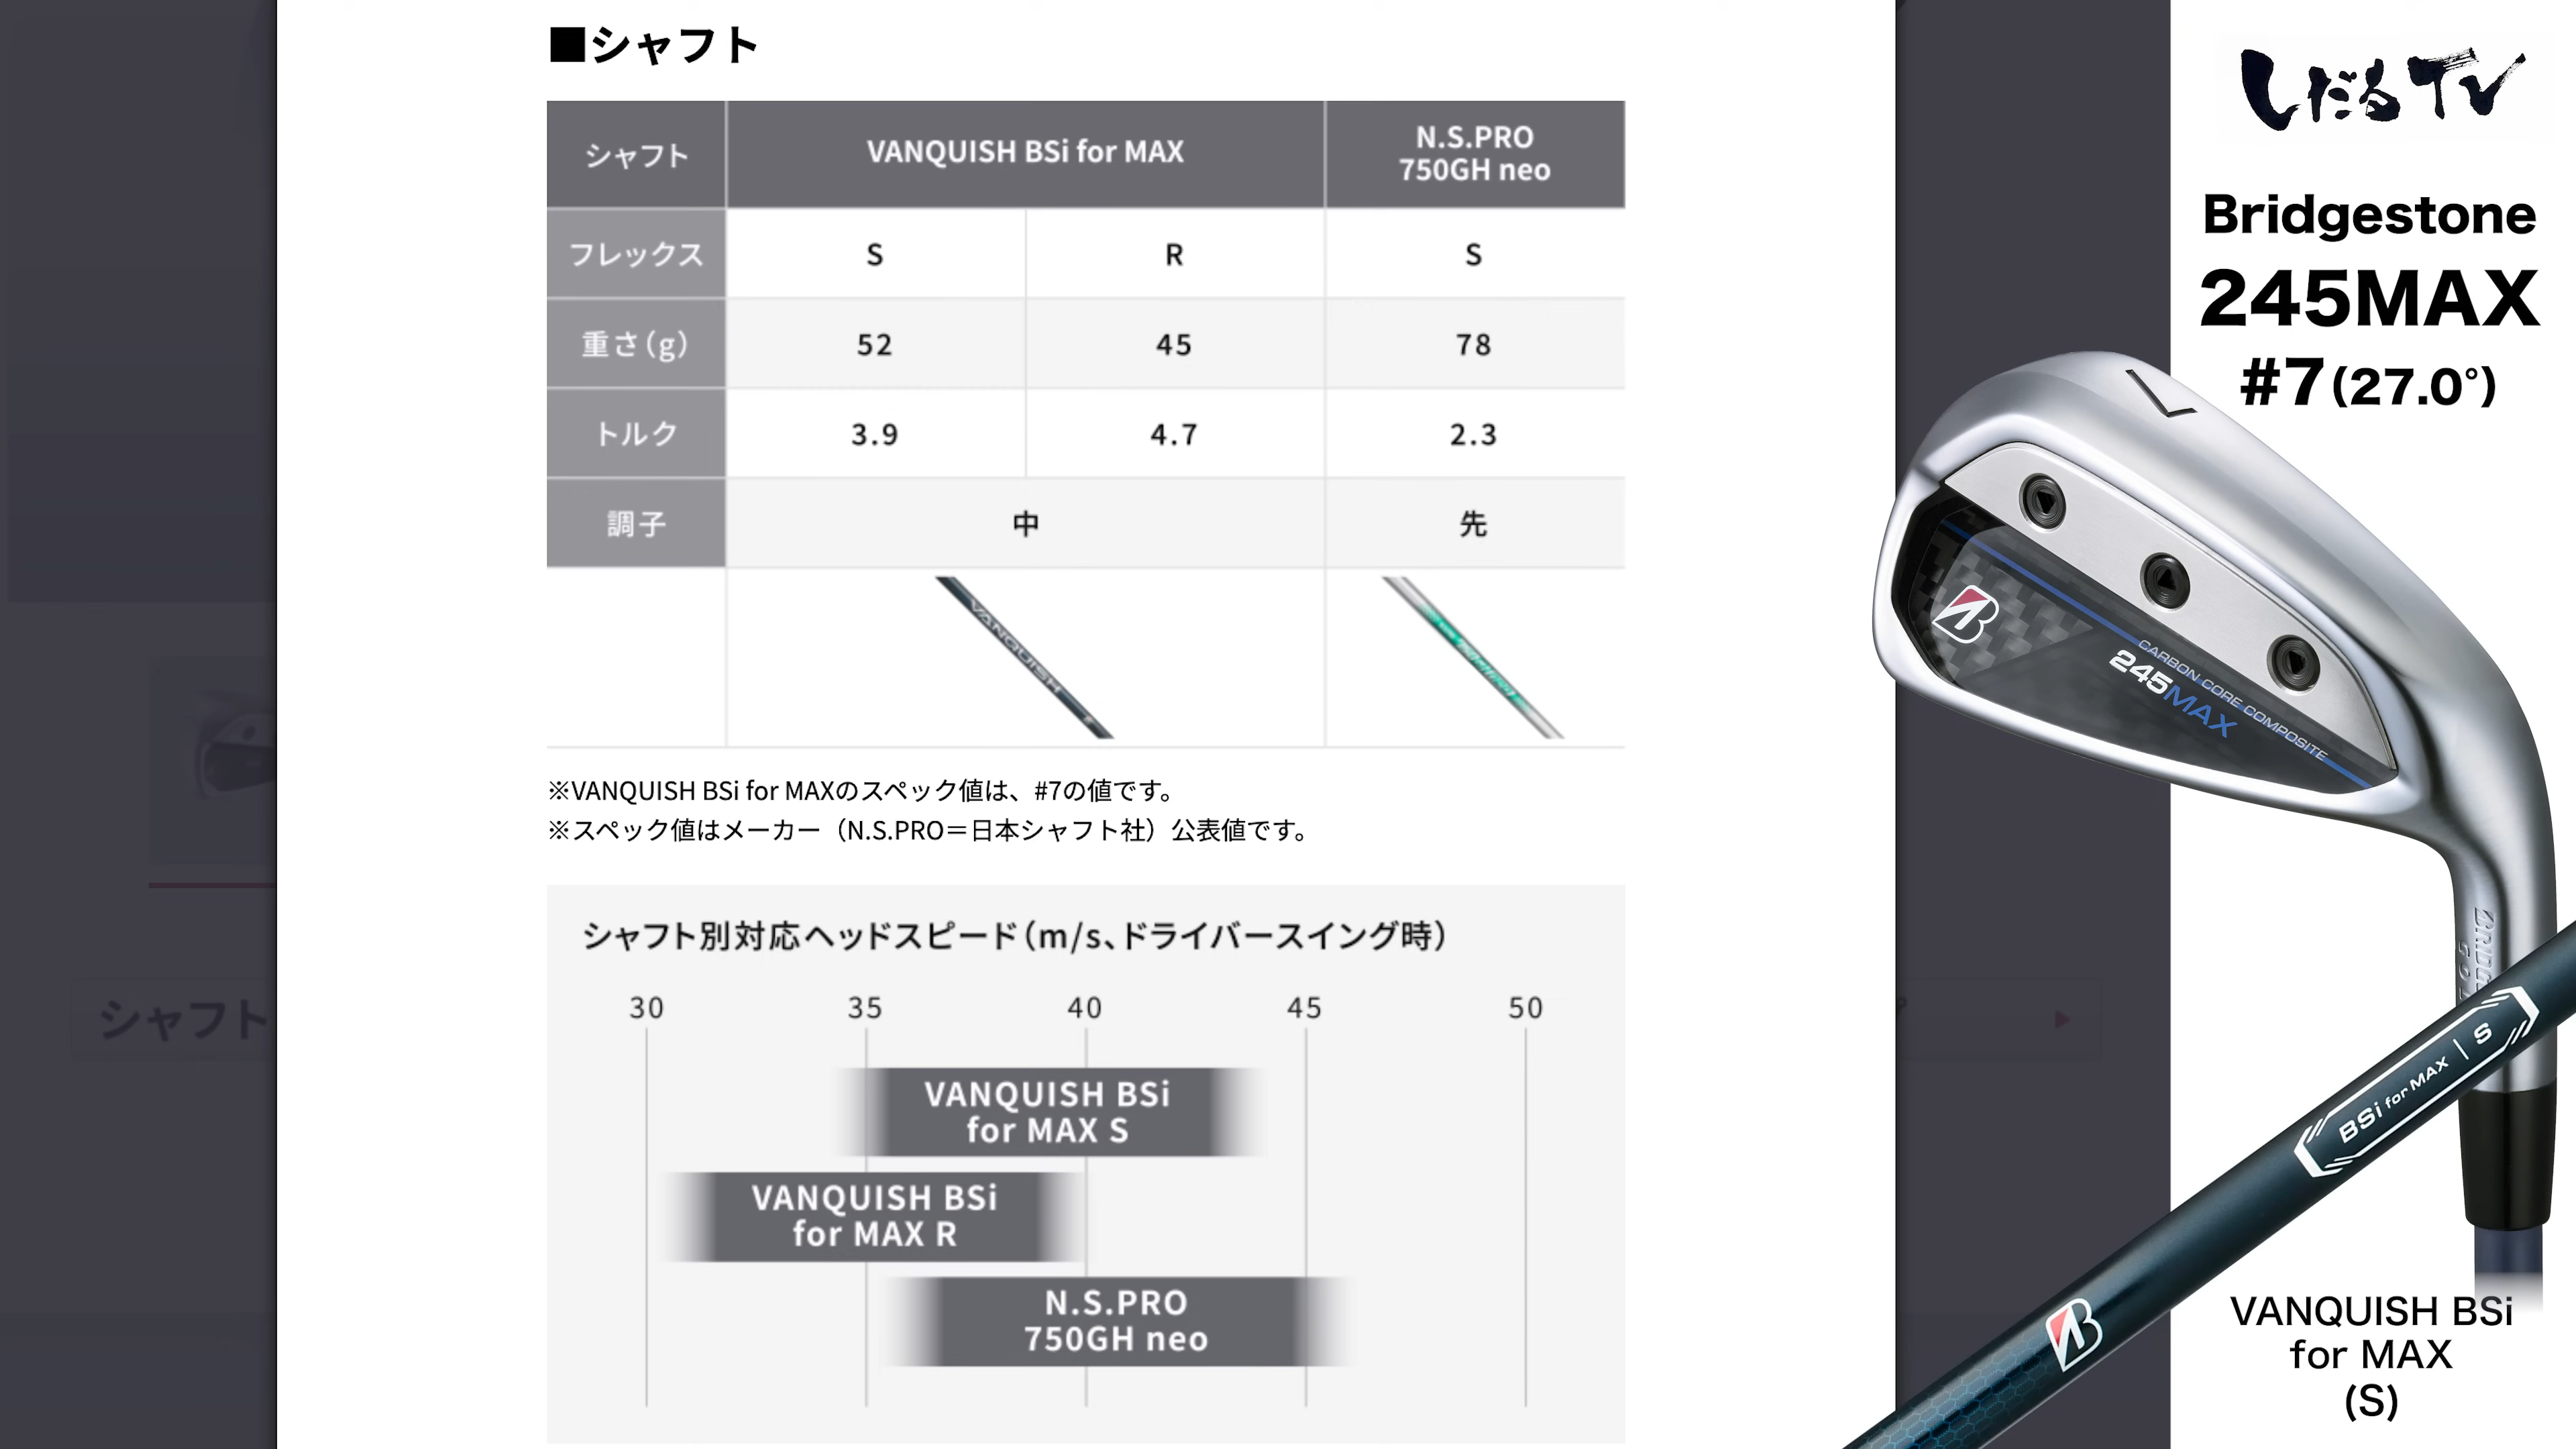 ■シャフト
シャフト
VANQUISH BSi for MAX
N.S.PRO
750GH neo
フレックス
S
R
S
重さ(g)
52
45
78
トルク
3.9
4.7
2.3
調子
中
先
VANQUISH
※VANQUISH BSi for MAXのスペック値は、#7の値です。
※スペック値はメーカー（N.S.PRO＝日本シャフト社）公表値です。
シャフト別対応ヘッドスピード(m/s、ドライバースイング時)
30
35
40
45
50
VANQUISH BSi
for MAX S
VANQUISH BSi
for MAX R
N.S.PRO
750GH neo
シャフト
しだるTV
Bridgestone
245MAX
#7(27.0°)
7
B
CARBON CORE COMPOSITE
245MAX
BSi for MAX | S
B
VANQUISH BSi
for MAX
(S)